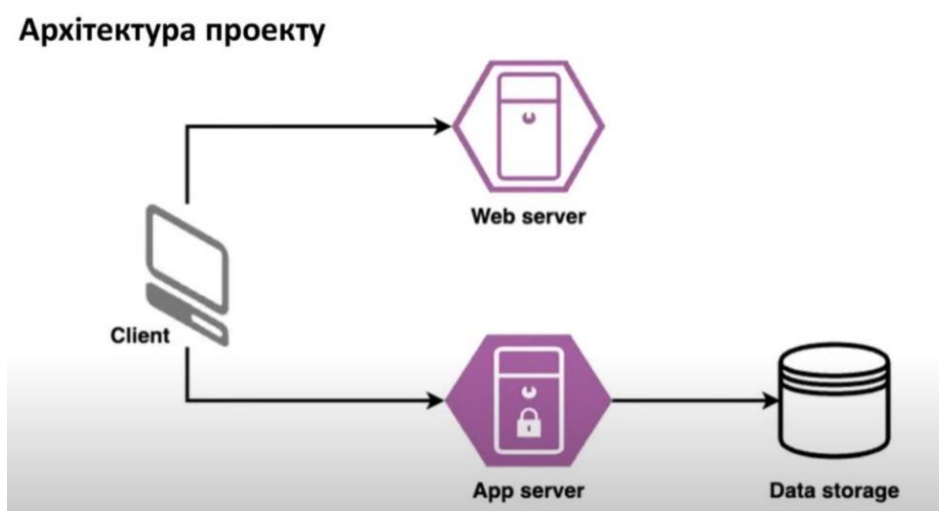 Архітектура проекту
Web server
Client
App server
Data storage